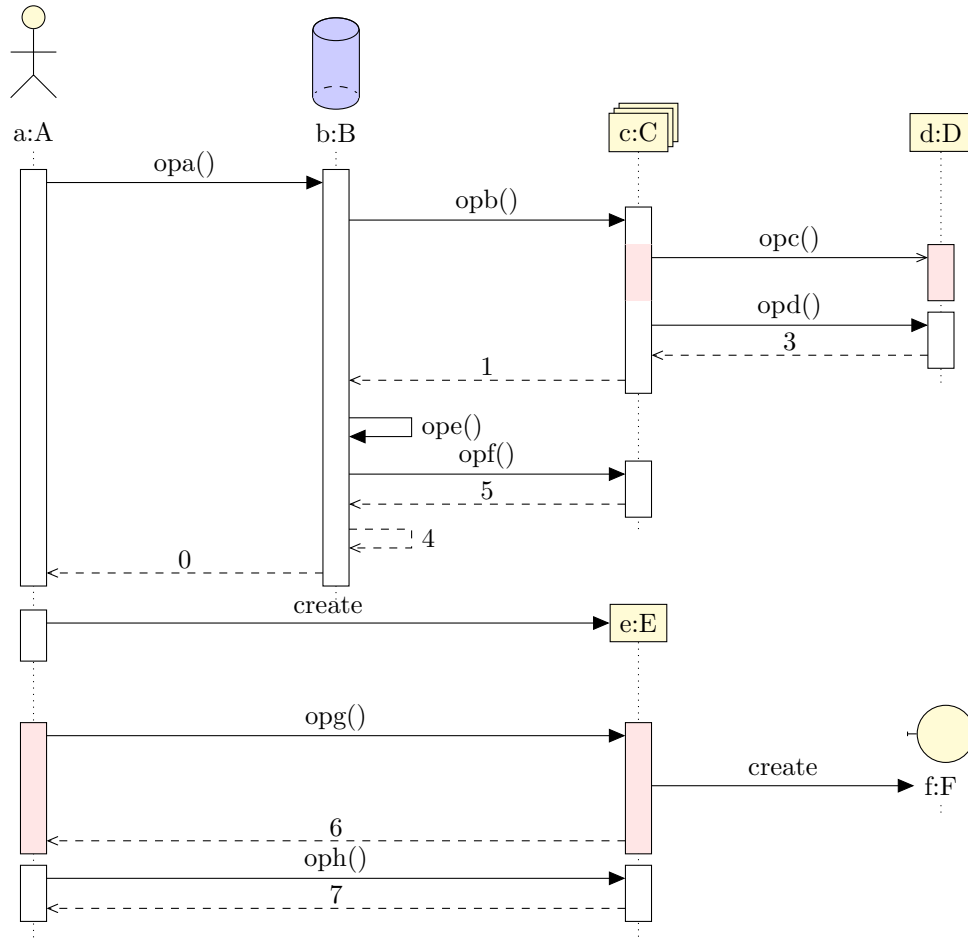 a:A
b:B
c:C
d:D
opa()
opb()
opc()
opd()
3
1
ope()
opf()
5
4
0
create
e:E
opg()
create
f:F
6
oph()
7